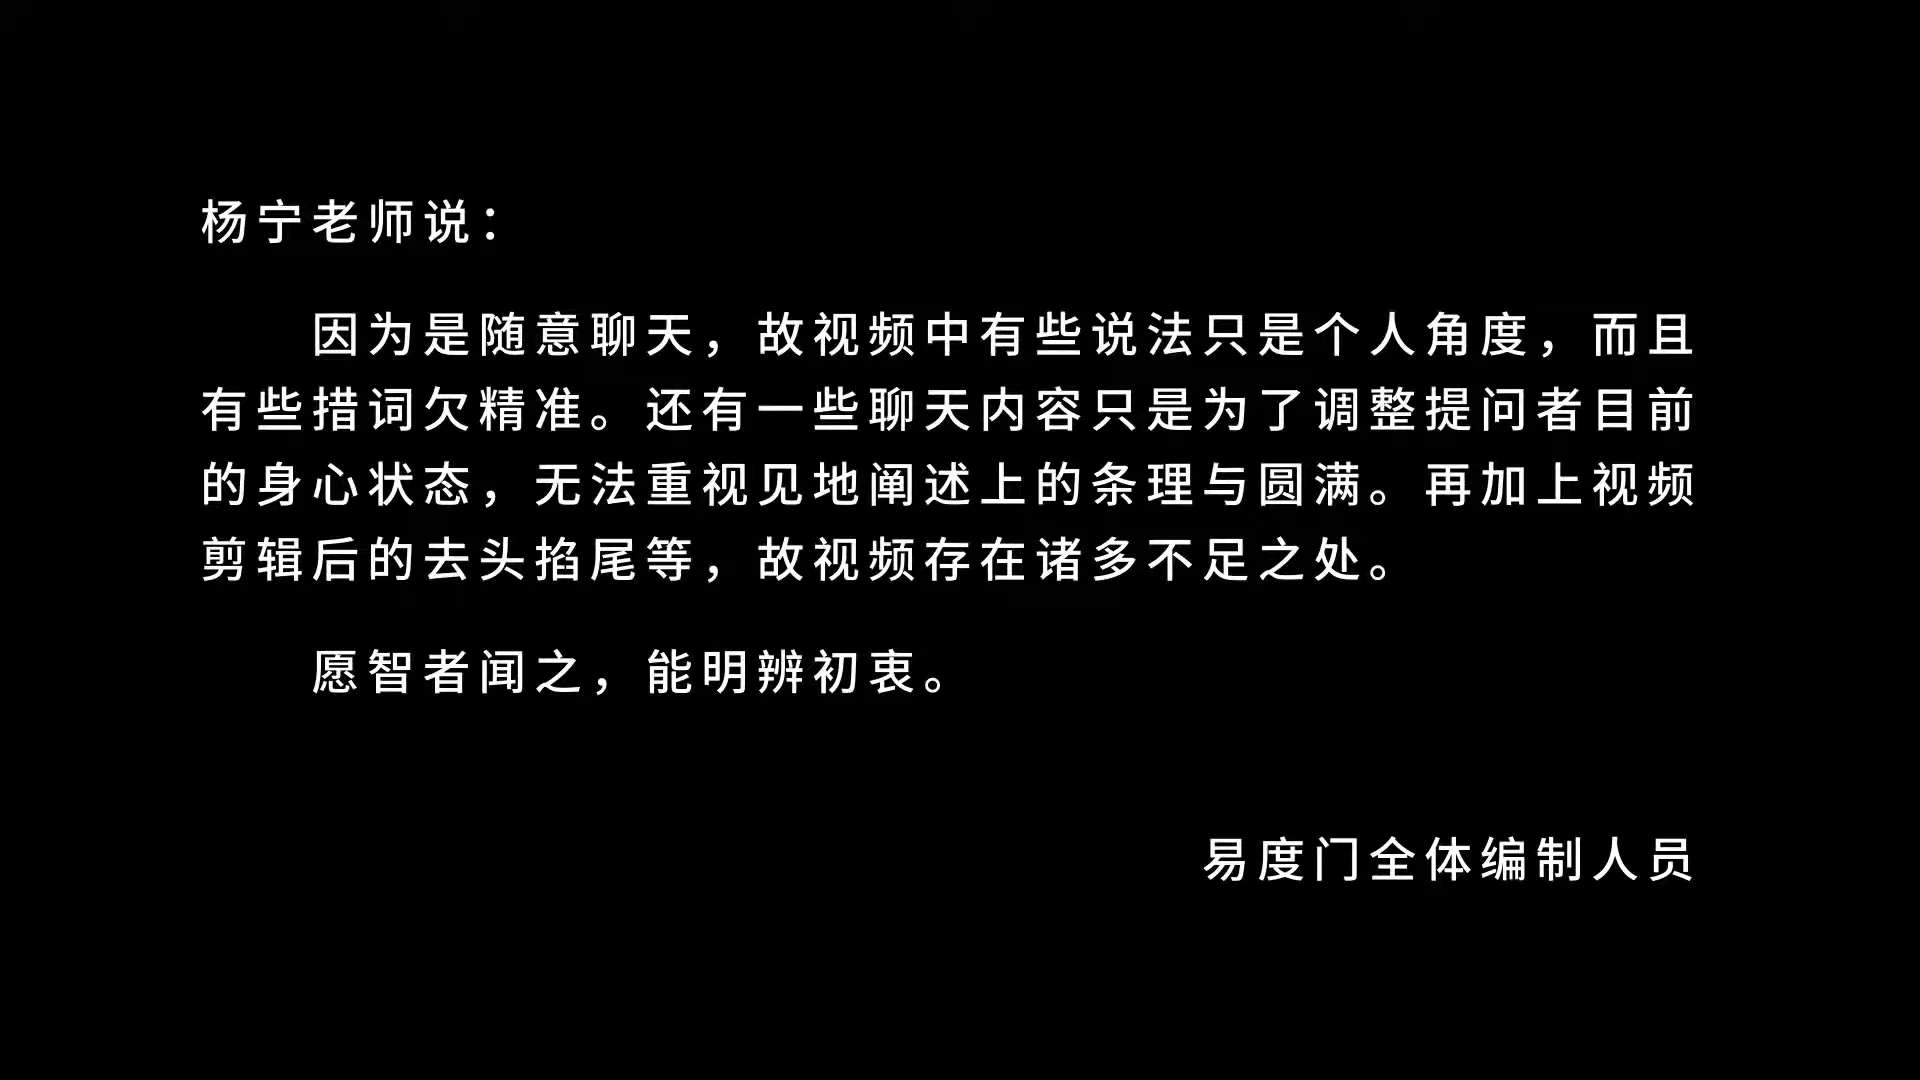 杨宁老师说：
因为是随意聊天，故视频中有些说法只是个人角度，而且
有些措词欠精准。还有一些聊天内容只是为了调整提问者目前
的身心状态，无法重视见地阐述上的条理与圆满。再加上视频
剪辑后的去头掐尾等，故视频存在诸多不足之处。
愿智者闻之，能明辨初衷。
易度门全体编制人员